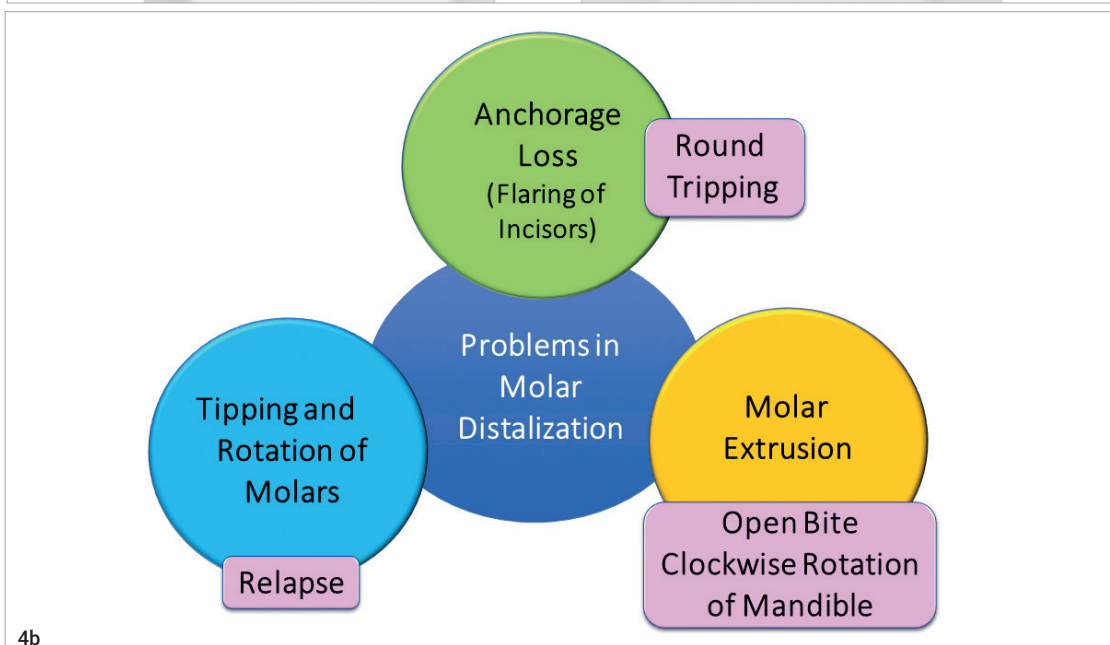 Anchorage
Loss
(Flaring of
Incisors)
Round
Tripping
Problems in
Molar
Distalization
Tipping and
Rotation of
Molars
Relapse
Molar
Extrusion
Open Bite
Clockwise Rotation
of Mandible
4b